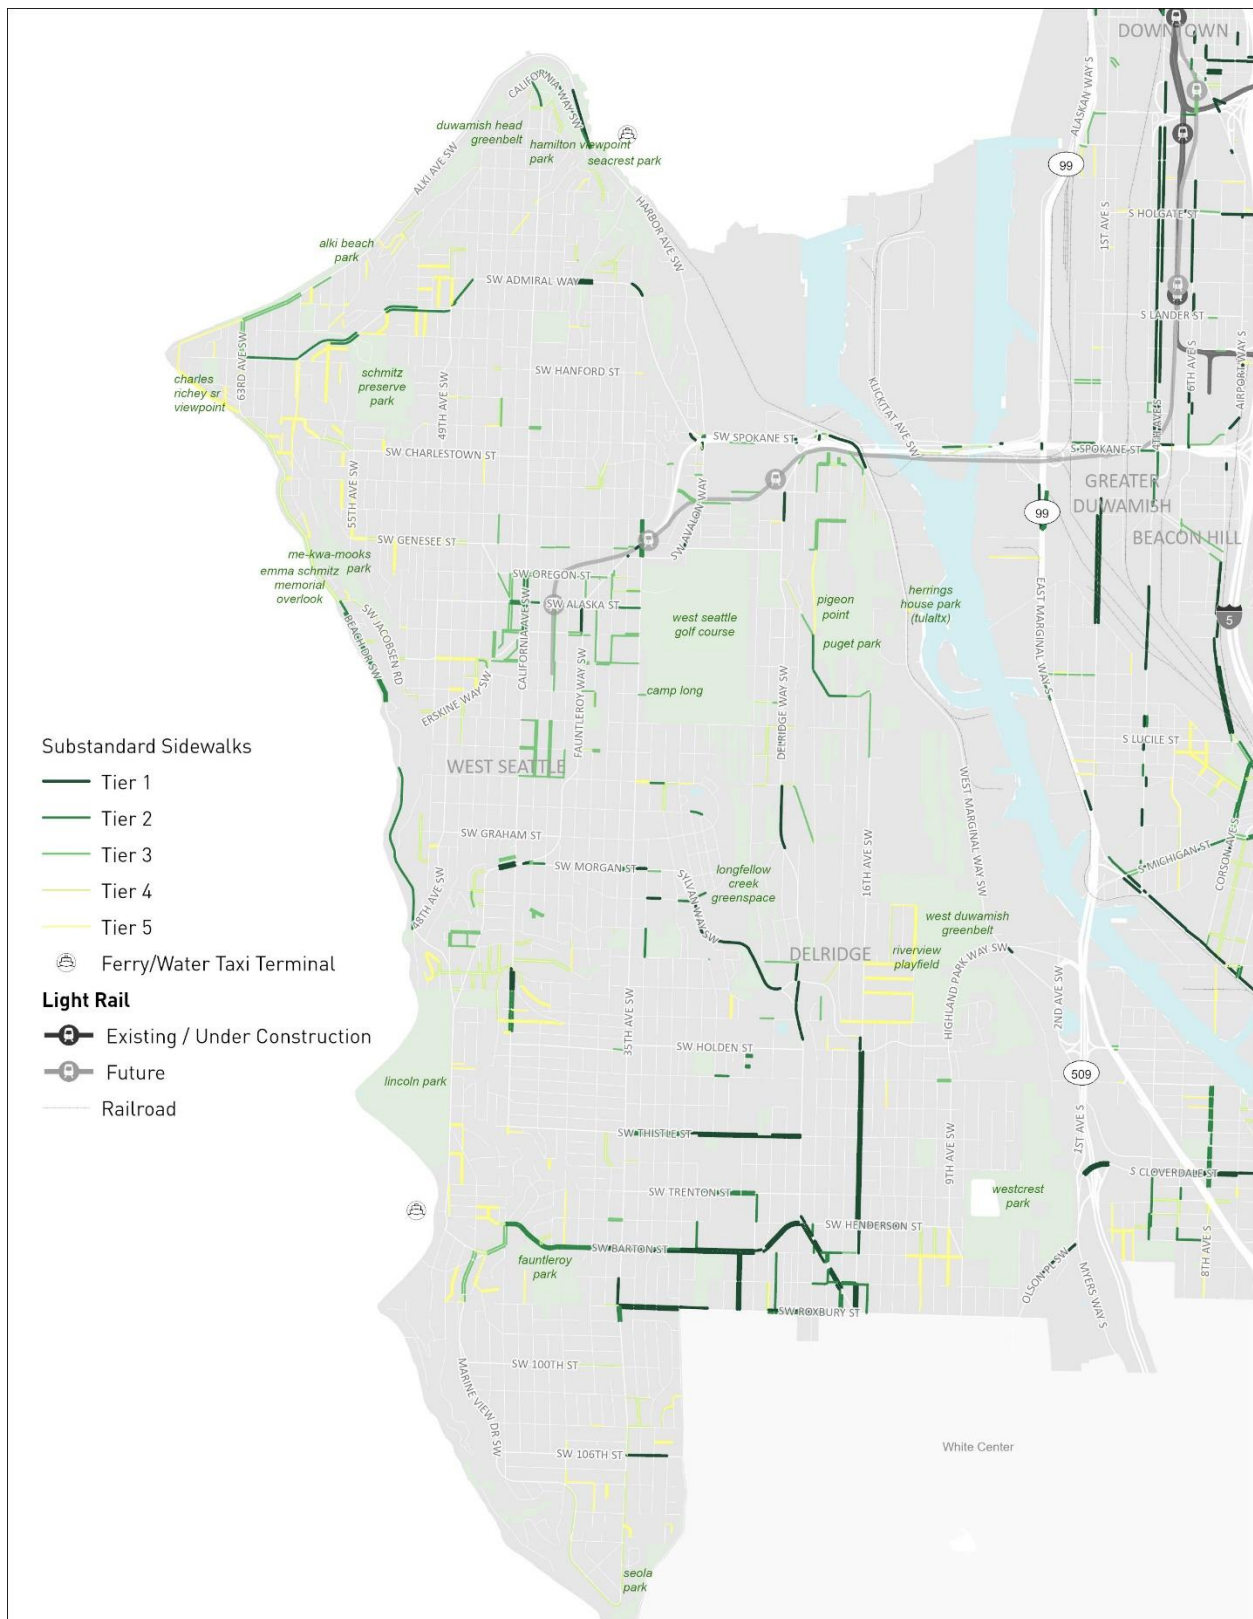 DOWNTOWN
CALIFORNIA WAY SW
ALASKAN WAY S
duwamish head
greenbelt
hamilton viewpoint
park
seacrest park
ALKI AVE SW
99
HARBOR AVE SW
1ST AVE S
S HOLGATE ST
alki beach
park
SW ADMIRAL WAY
S LANDER ST
63RD AVE SW
6TH AVE S
AIRPORT WAY S
charles
richey sr
viewpoint
schmitz
preserve
park
SW HANFORD ST
49TH AVE SW
KLICKITAT AVE SW
4TH AVE S
SW SPOKANE ST
S SPOKANE ST
SW CHARLESTOWN ST
55TH AVE SW
SW AVALON WAY
GREATER
DUWAMISH
99
BEACON HILL
SW GENESEE ST
me-kwa-mooks
park
emma schmitz
memorial
overlook
SW OREGON ST
SW ALASKA ST
west seattle
golf course
pigeon
point
herrings
house park
(tulaltx)
5
puget park
EAST MARGINAL WAY S
BEACH DR SW
SW JACOBSEN RD
CALIFORNIA AVE SW
ERSKINE WAY SW
FAUNTLEROY WAY SW
camp long
DELRIDGE WAY SW
Substandard Sidewalks
Tier 1
Tier 2
Tier 3
Tier 4
Tier 5
Ferry/Water Taxi Terminal
Light Rail
Existing / Under Construction
Future
Railroad
S LUCILE ST
WEST SEATTLE
WEST MARGINAL WAY SW
SW GRAHAM ST
16TH AVE SW
S MICHIGAN ST
CORSON AVE S
SW MORGAN ST
SYLVAN WAY SW
longfellow
creek
greenspace
48TH AVE SW
west duwamish
greenbelt
DELRIDGE
riverview
playfield
HIGHLAND PARK WAY SW
2ND AVE SW
35TH AVE SW
SW HOLDEN ST
509
lincoln park
SW THISTLE ST
9TH AVE SW
1ST AVE S
S CLOVERDALE ST
SW TRENTON ST
westcrest
park
SW HENDERSON ST
SW BARTON ST
fauntleroy
park
8TH AVE S
OLSON PL SW
MYERS WAY S
SW ROXBURY ST
SW 100TH ST
MARINE VIEW DR SW
SW 106TH ST
White Center
seola
park